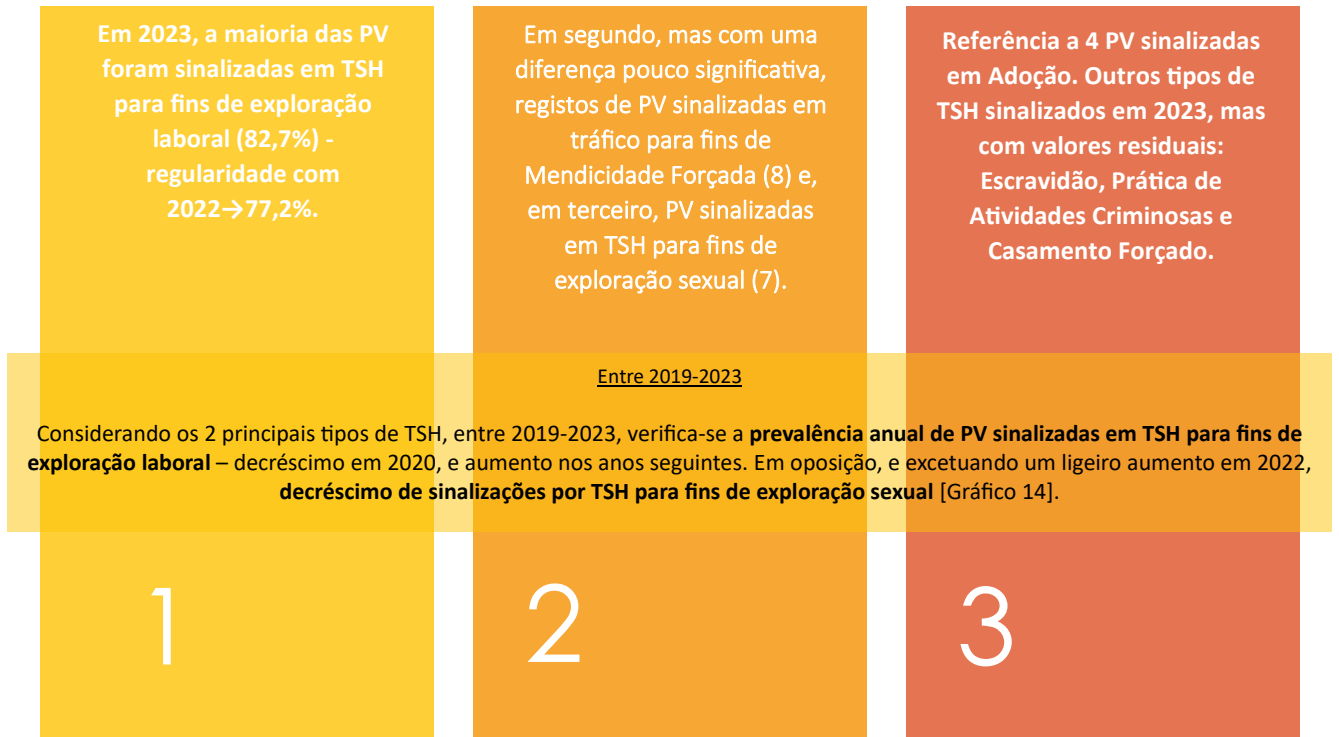 Em 2023, a maioria das PV
foram sinalizadas em TSH
para fins de exploração
laboral (82,7%) -
regularidade com
2022→77,2%.
Em segundo, mas com uma
diferença pouco significativa,
registos de PV sinalizadas em
tráfico para fins de
Mendicidade Forçada (8) e,
em terceiro, PV sinalizadas
em TSH para fins de
exploração sexual (7).
Referência a 4 PV sinalizadas
em Adoção. Outros tipos de
TSH sinalizados em 2023, mas
com valores residuais:
Escravidão, Prática de
Atividades Criminosas e
Casamento Forçado.
Entre 2019-2023
Considerando os 2 principais tipos de TSH, entre 2019-2023, verifica-se a prevalência anual de PV sinalizadas em TSH para fins de
exploração laboral – decréscimo em 2020, e aumento nos anos seguintes. Em oposição, e excetuando um ligeiro aumento em 2022,
decréscimo de sinalizações por TSH para fins de exploração sexual [Gráfico 14].
1
2
3